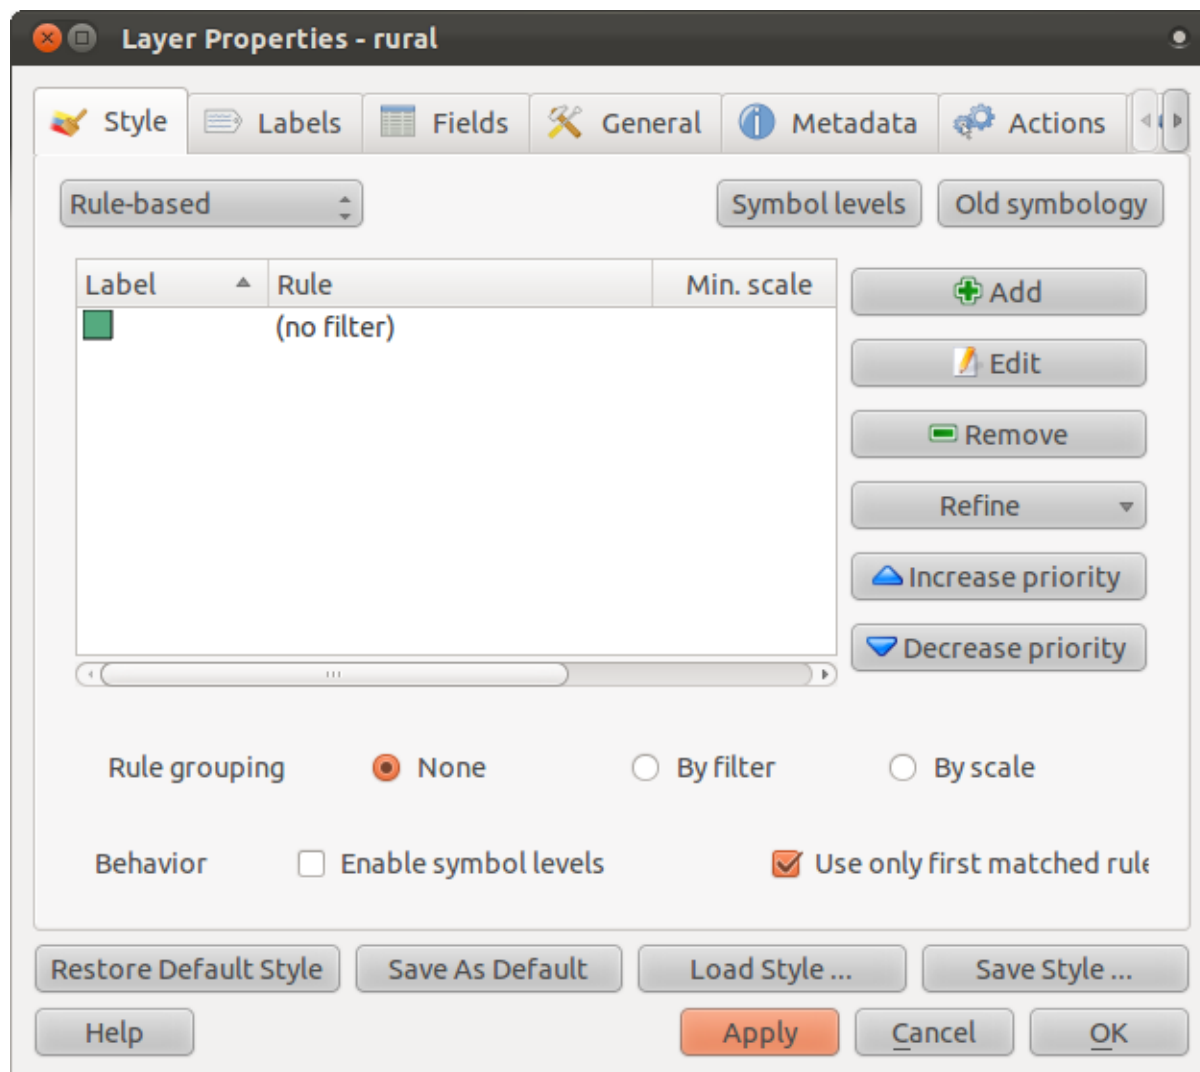 Layer Properties - rural
Style Labels Fields General Metadata Actions
Rule-based Symbol levels Old symbology
Label Rule Min. scale
(no filter)
Add
Edit
Remove
Refine
Increase priority
Decrease priority
Rule grouping None By filter By scale
Behavior Enable symbol levels Use only first matched rule
Restore Default Style Save As Default Load Style ... Save Style ...
Help Apply Cancel OK